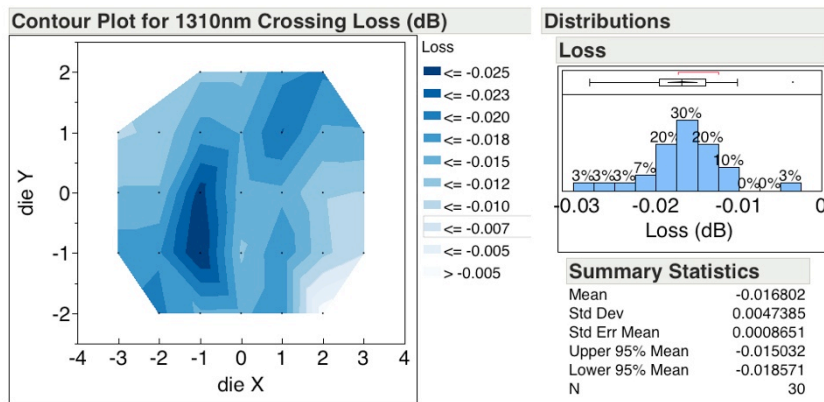 Contour Plot for 1310nm Crossing Loss (dB)
die Y
2
1
0
-1
-2
-4 -3 -2 -1 0 1 2 3 4
die X
Loss
<= -0.025
<= -0.023
<= -0.020
<= -0.018
<= -0.015
<= -0.012
<= -0.010
<= -0.007
<= -0.005
> -0.005
Distributions
Loss
3% 3% 3% 7% 20% 30% 20% 10% 0% 0% 3%
-0.03 -0.02 -0.01 0
Loss (dB)
Summary Statistics
Mean -0.016802
Std Dev 0.0047385
Std Err Mean 0.0008651
Upper 95% Mean -0.015032
Lower 95% Mean -0.018571
N 30